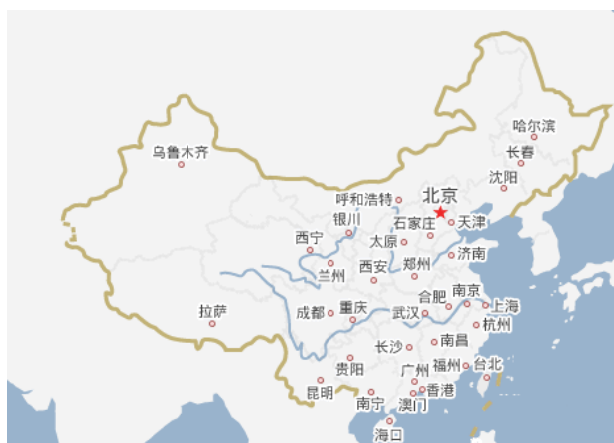 哈尔滨
长春
乌鲁木齐
沈阳
呼和浩特
北京
银川
石家庄
天津
西宁
太原
济南
兰州
西安
郑州
合肥
南京
上海
拉萨
成都
重庆
武汉
杭州
长沙
南昌
贵阳
福州
台北
昆明
广州
香港
南宁
澳门
海口